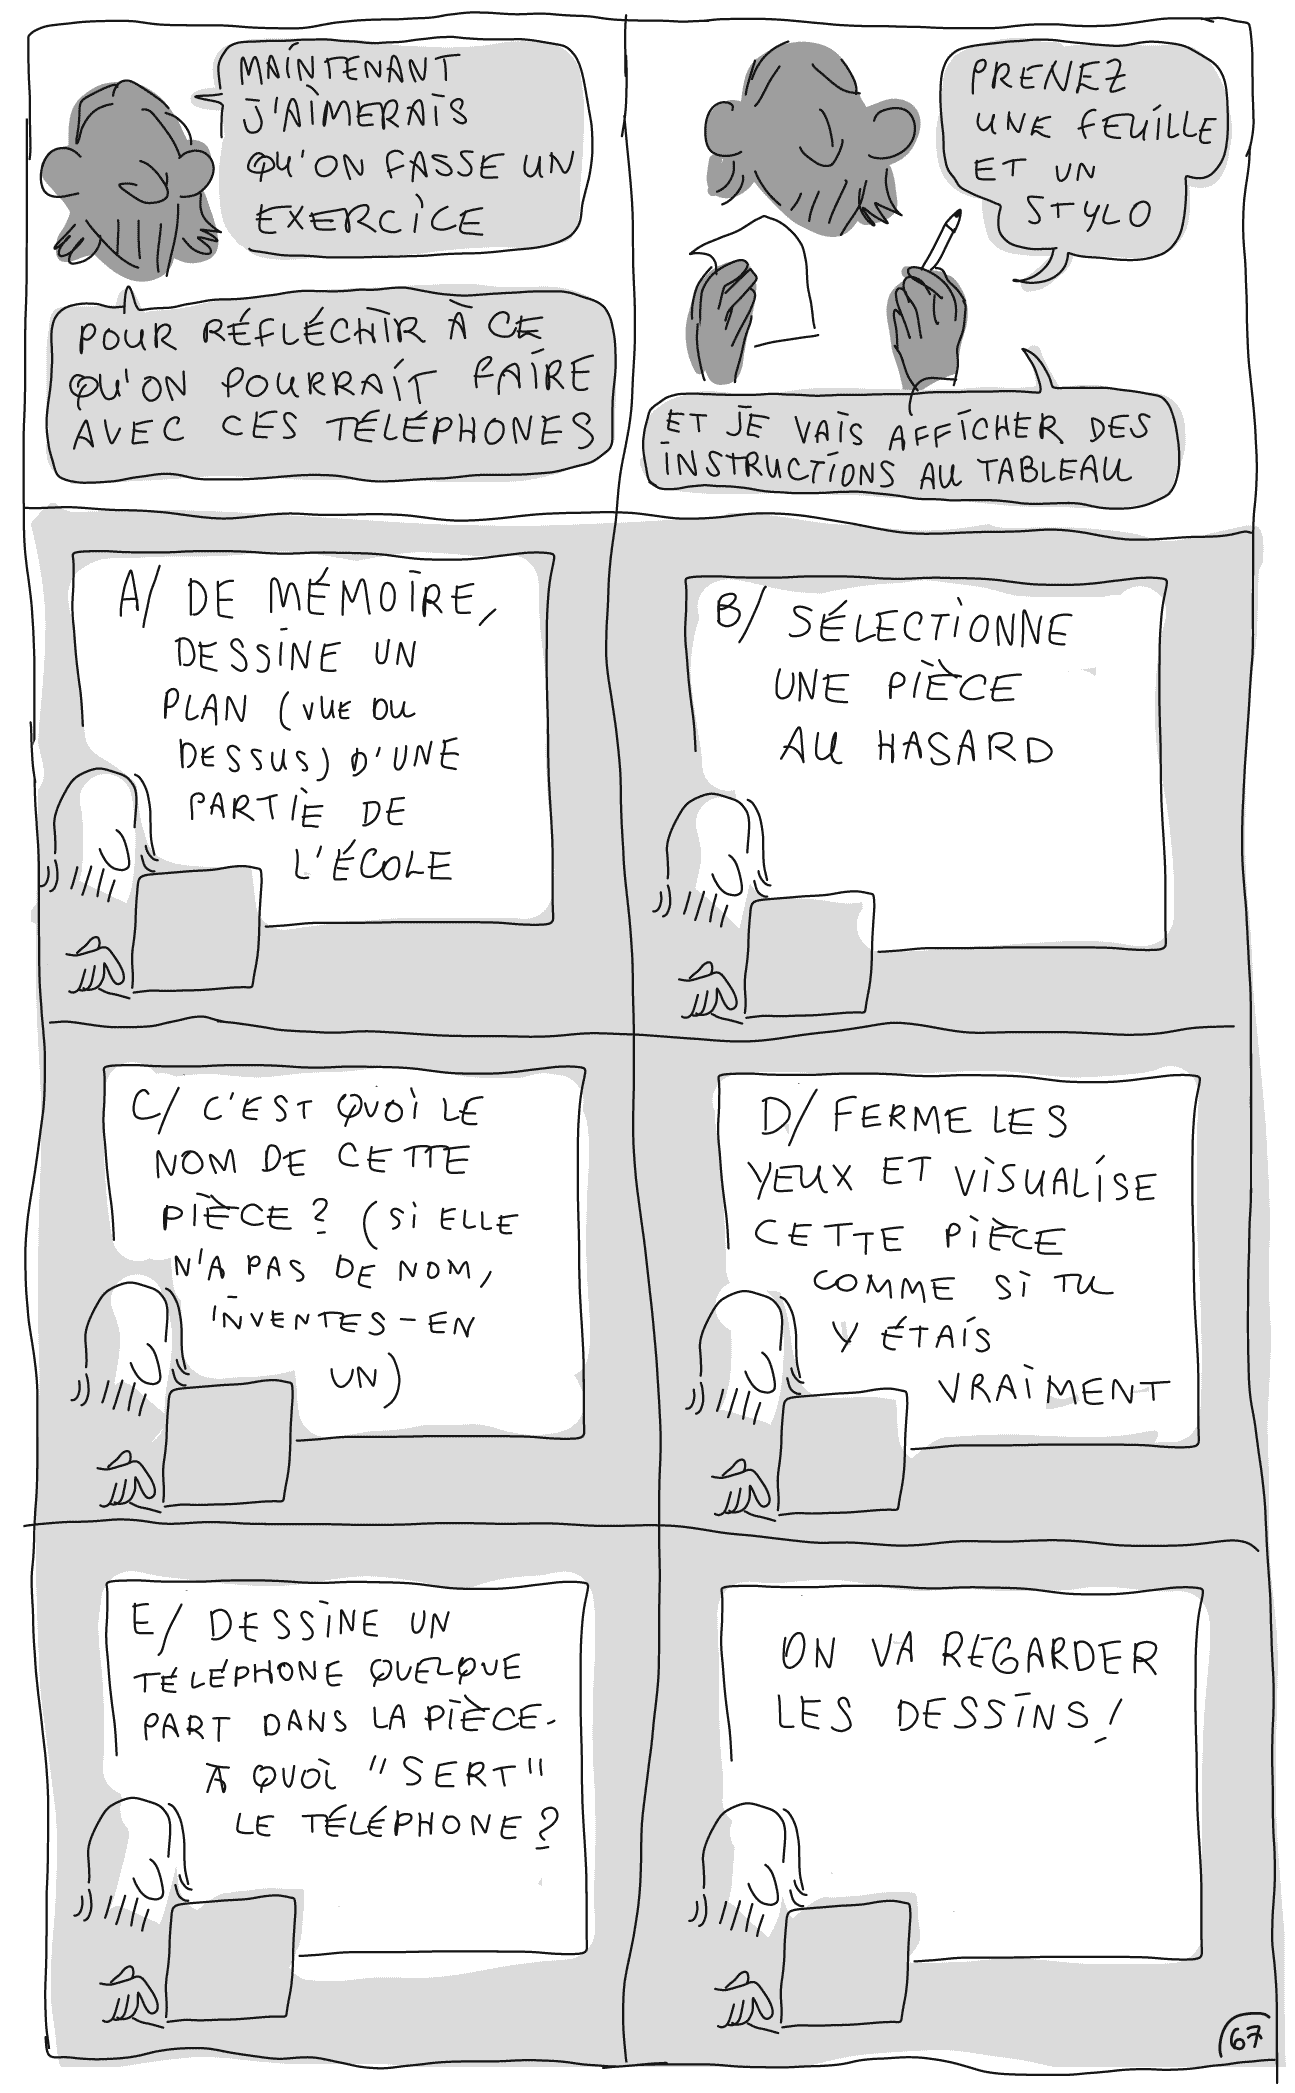 MAINTENANT
J'AIMERAIS
QU'ON FASSE UN
EXERCICE
POUR RÉFLÉCHIR À CE
QU'ON POURRAIT FAIRE
AVEC CES TÉLÉPHONES
PRENEZ
UNE FEUILLE
ET UN
STYLO
ET JE VAIS AFFICHER DES
INSTRUCTIONS AU TABLEAU
A/ DE MÉMOIRE,
DESSINE UN
PLAN (VUE DU
DESSUS) D'UNE
PARTIE DE
L'ÉCOLE
B/ SÉLECTIONNE
UNE PIÈCE
AU HASARD
C/ C'EST QUOI LE
NOM DE CETTE
PIÈCE ? (SI ELLE
N'A PAS DE NOM,
INVENTES-EN
UN)
D/ FERME LES
YEUX ET VISUALISE
CETTE PIÈCE
COMME SI TU
Y ÉTAIS
VRAIMENT
E/ DESSINE UN
TÉLÉPHONE QUELQUE
PART DANS LA PIÈCE.
À QUOI "SERT"
LE TÉLÉPHONE ?
ON VA REGARDER
LES DESSINS !
67